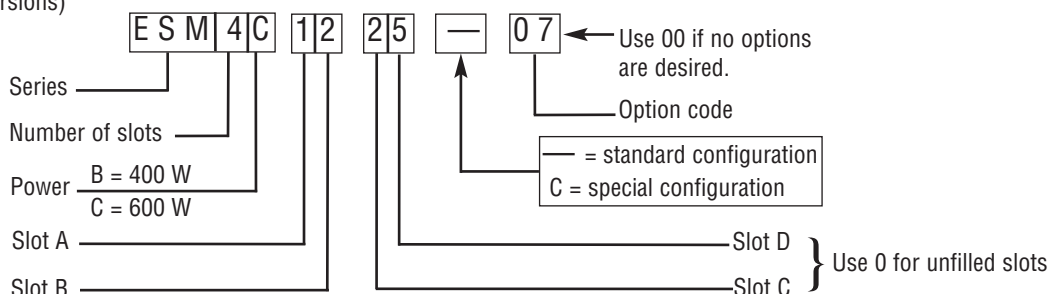 rsions)
E S M 4 C 1 2 2 5 — 0 7
Use 00 if no options
are desired.
Series
Option code
Number of slots
— = standard configuration
C = special configuration
Power B = 400 W
C = 600 W
Slot A
Slot D
Use 0 for unfilled slots
Slot B
Slot C